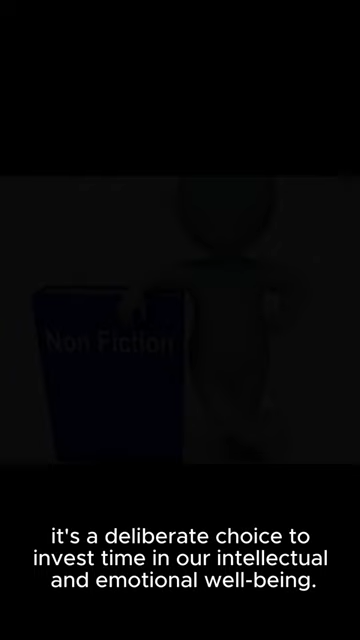 Non Fiction
it's a deliberate choice to
invest time in our intellectual
and emotional well-being.